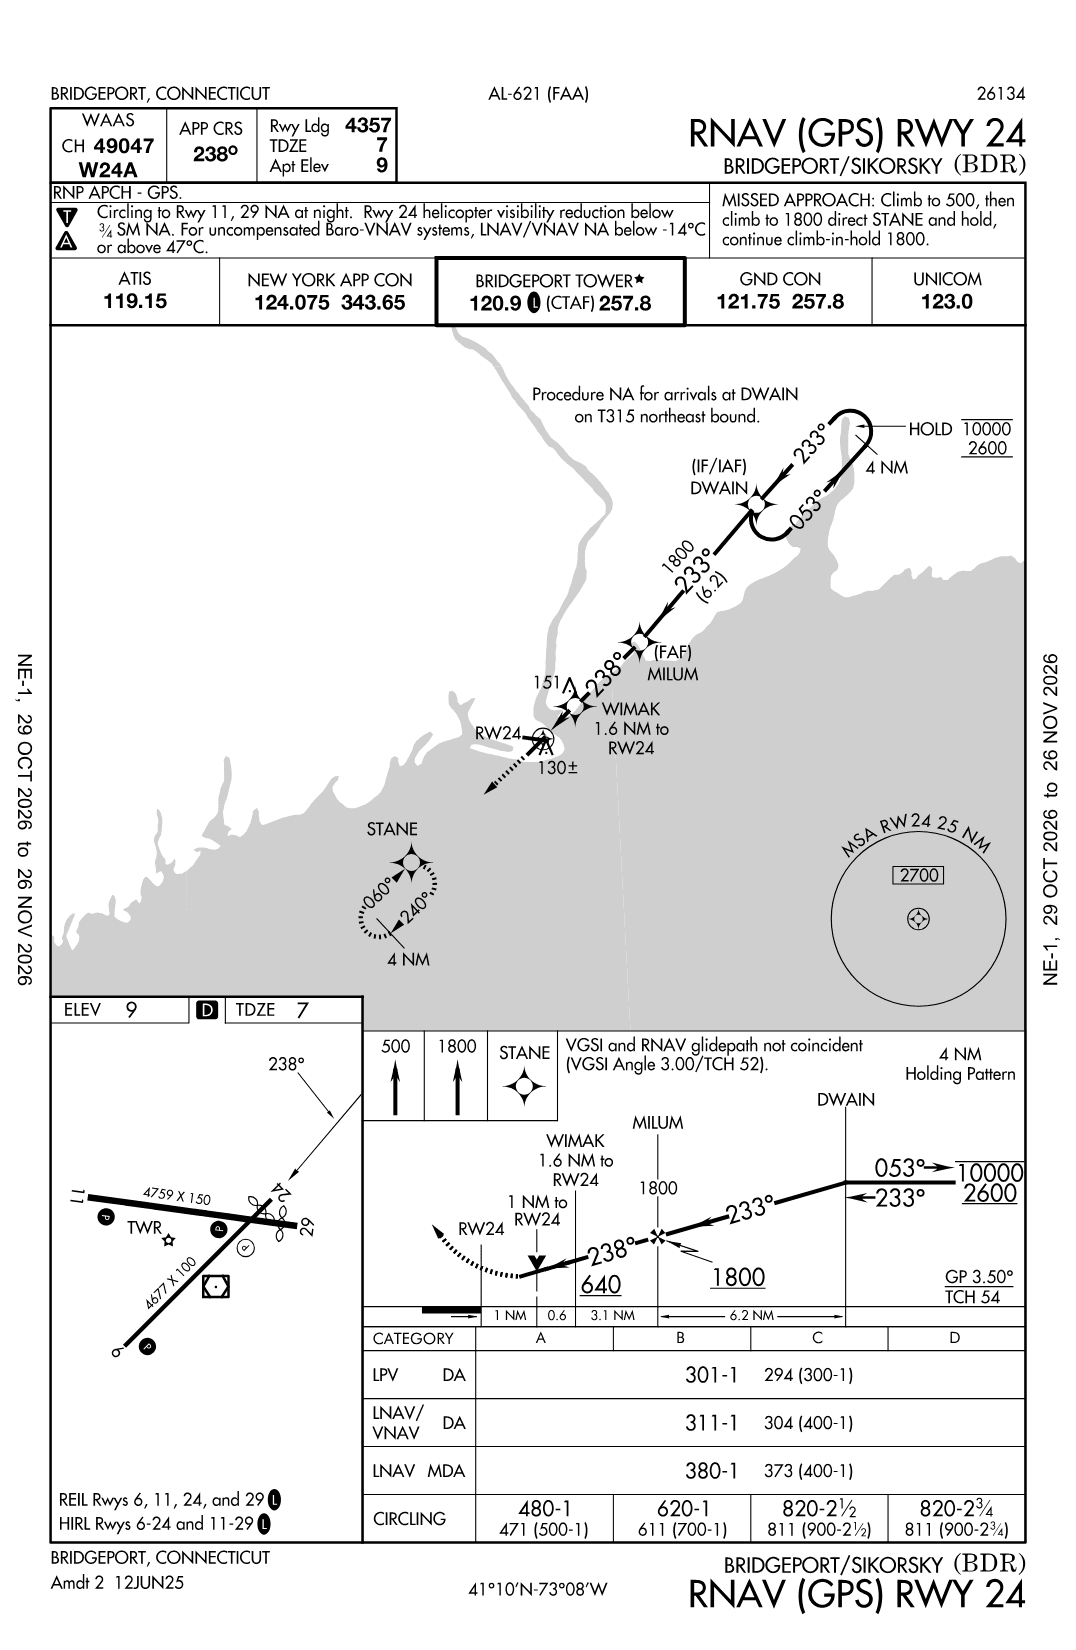 BRIDGEPORT, CONNECTICUT
AL-621 (FAA)
26134
WAAS
CH 49047
W24A
APP CRS
238°
Rwy Ldg 4357
TDZE 7
Apt Elev 9
RNAV (GPS) RWY 24
BRIDGEPORT/SIKORSKY (BDR)
RNP APCH - GPS.
T
A
Circling to Rwy 11, 29 NA at night. Rwy 24 helicopter visibility reduction below
¾ SM NA. For uncompensated Baro-VNAV systems, LNAV/VNAV NA below -14°C
or above 47°C.
MISSED APPROACH: Climb to 500, then
climb to 1800 direct STANE and hold,
continue climb-in-hold 1800.
ATIS
119.15
NEW YORK APP CON
124.075 343.65
BRIDGEPORT TOWER★
120.9 L (CTAF) 257.8
GND CON
121.75 257.8
UNICOM
123.0
Procedure NA for arrivals at DWAIN
on T315 northeast bound.
HOLD 10000
2600
4 NM
233°
053°
(IF/IAF)
DWAIN
1800
233°
(6.2)
(FAF)
MILUM
238°
151
WIMAK
1.6 NM to
RW24
RW24
130±
STANE
060°
240°
4 NM
MSA RW24 25 NM
2700
NE-1, 29 OCT 2026 to 26 NOV 2026
NE-1, 29 OCT 2026 to 26 NOV 2026
ELEV 9
D
TDZE 7
238°
11
4759 X 150
24
29
P
P
P
TWR
4677 X 100
6
P
REIL Rwys 6, 11, 24, and 29 L
HIRL Rwys 6-24 and 11-29 L
500
1800
STANE
VGSI and RNAV glidepath not coincident
(VGSI Angle 3.00/TCH 52).
4 NM
Holding Pattern
DWAIN
MILUM
WIMAK
1.6 NM to
RW24
1 NM to
RW24
RW24
1800
053°
10000
233°
2600
233°
238°
640
1800
GP 3.50°
TCH 54
1 NM
0.6
3.1 NM
6.2 NM
CATEGORY A B C D
LPV DA 301-1 294 (300-1)
LNAV/
VNAV DA 311-1 304 (400-1)
LNAV MDA 380-1 373 (400-1)
CIRCLING
480-1
471 (500-1)
620-1
611 (700-1)
820-2½
811 (900-2½)
820-2¾
811 (900-2¾)
BRIDGEPORT, CONNECTICUT
Amdt 2 12JUN25
41°10'N-73°08'W
BRIDGEPORT/SIKORSKY (BDR)
RNAV (GPS) RWY 24